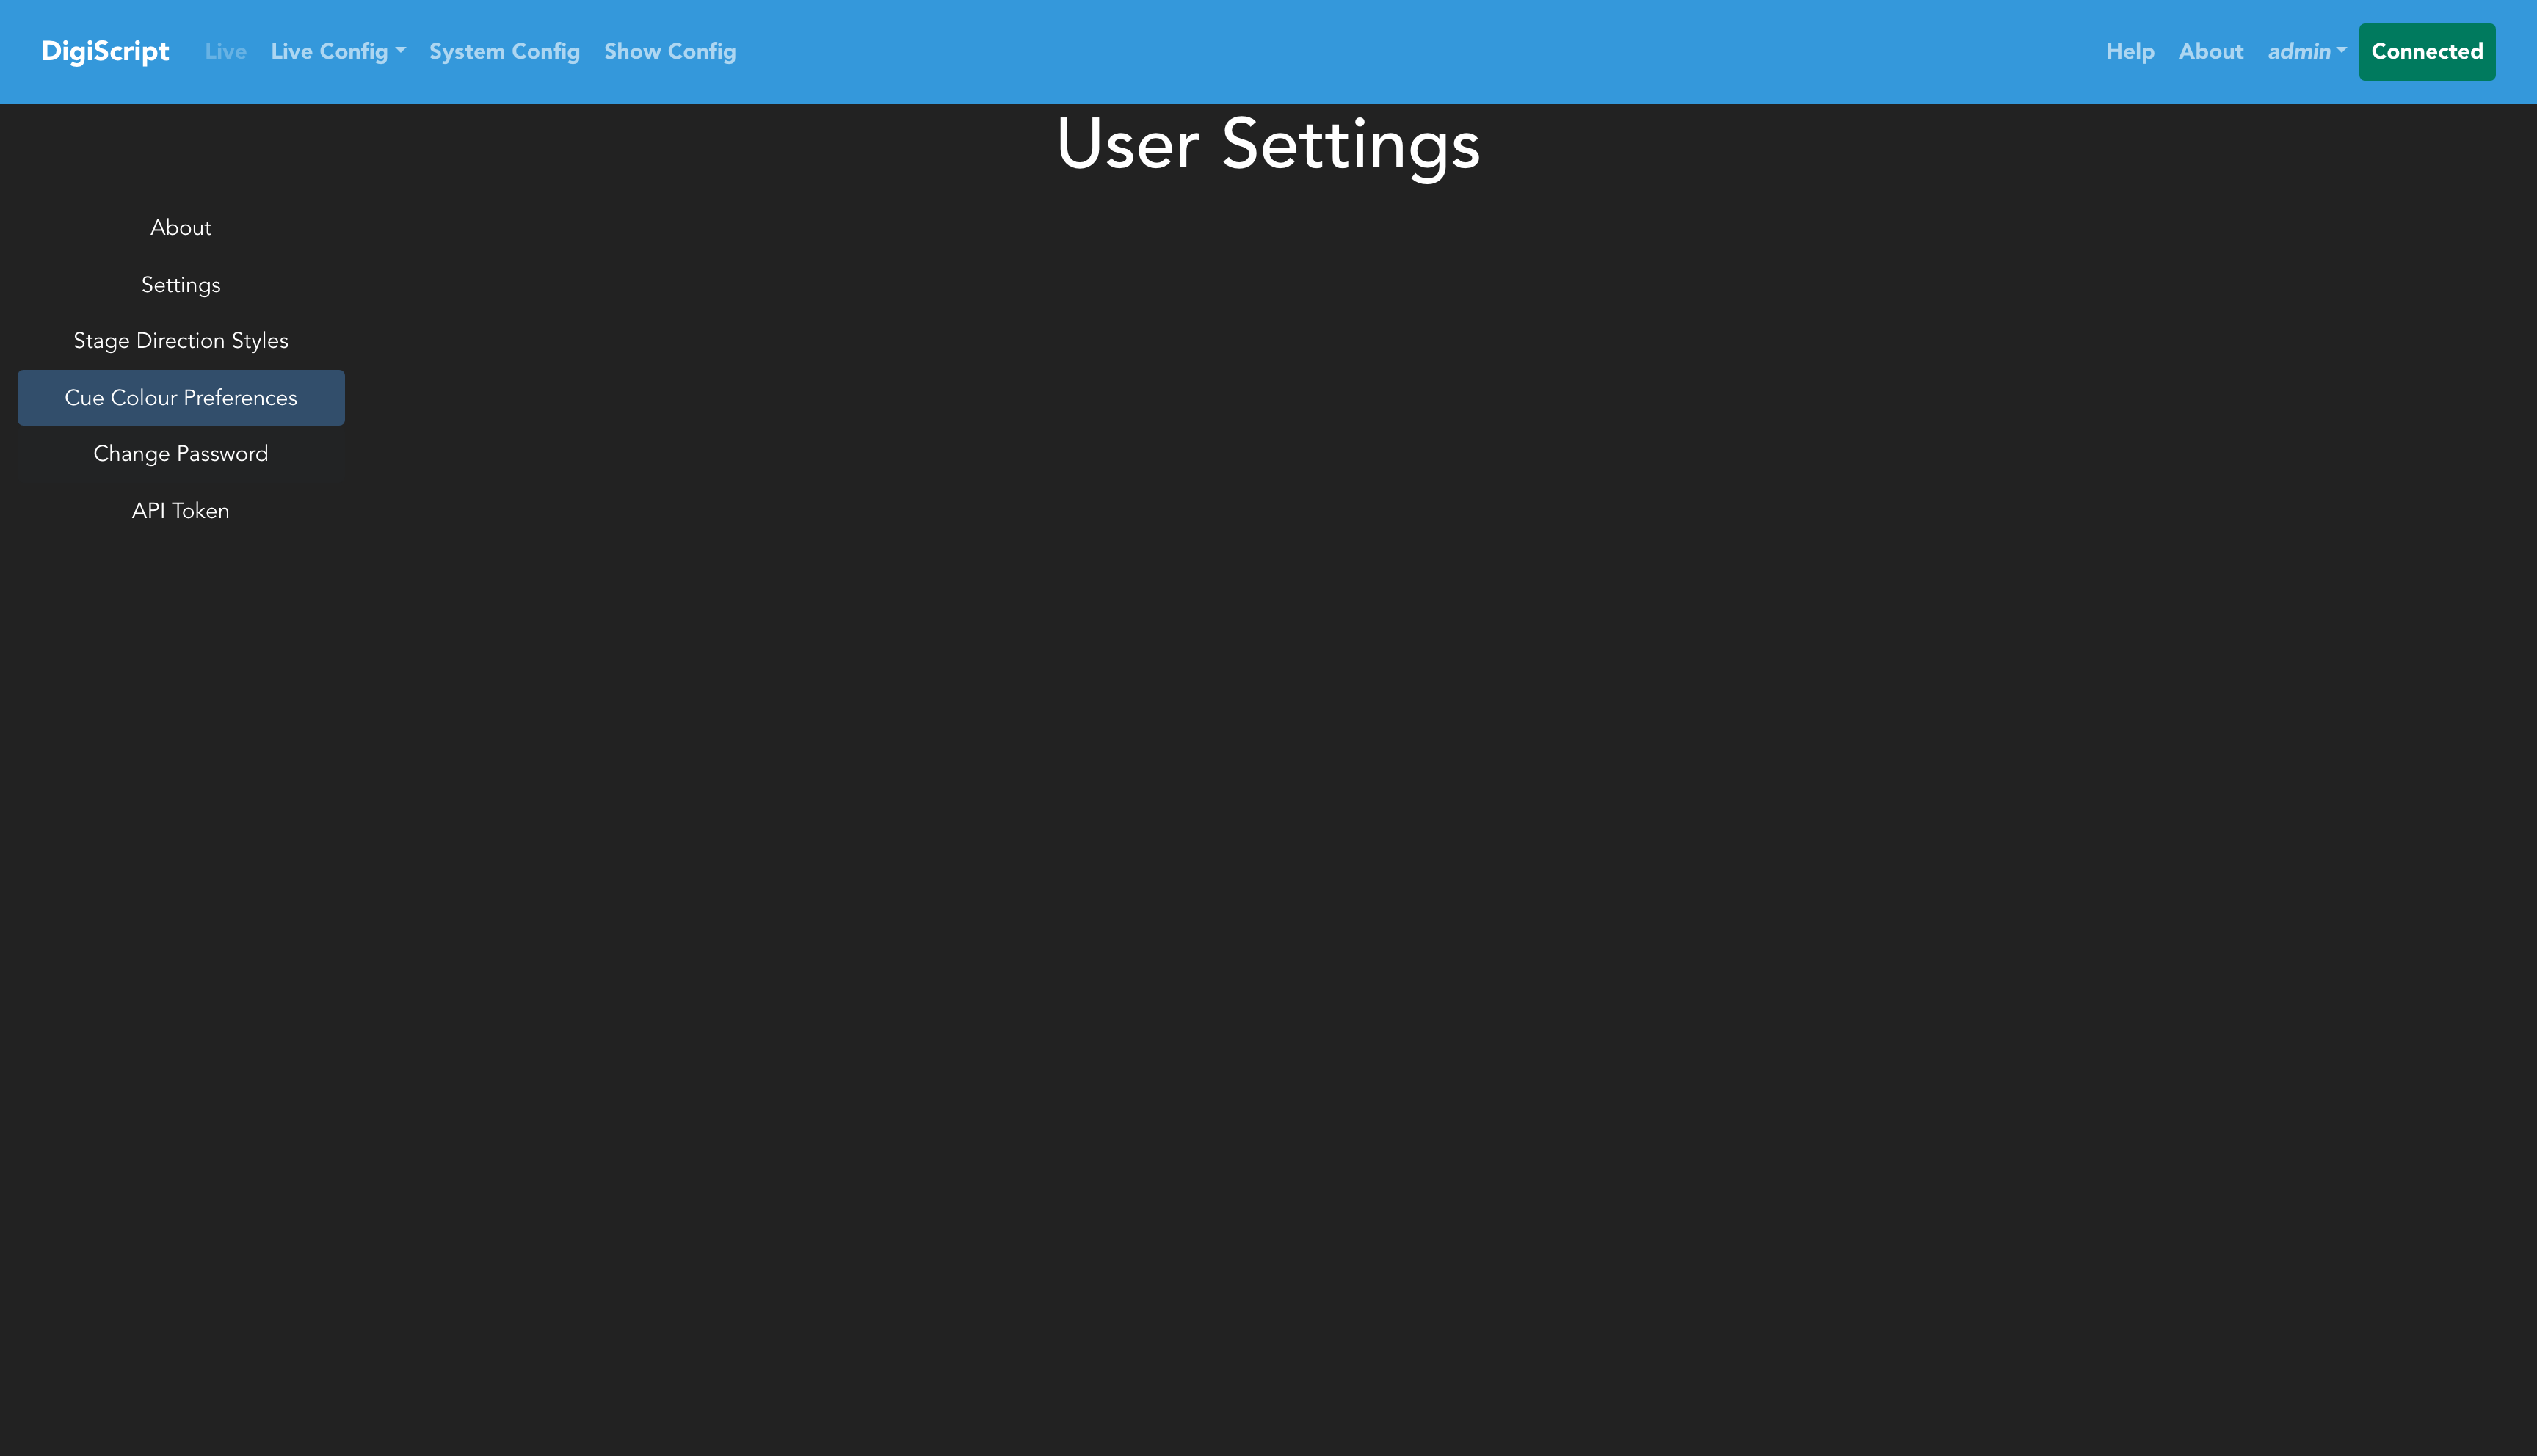 DigiScript Live Live Config System Config Show Config Help About admin Connected
User Settings
About
Settings
Stage Direction Styles
Cue Colour Preferences
Change Password
API Token